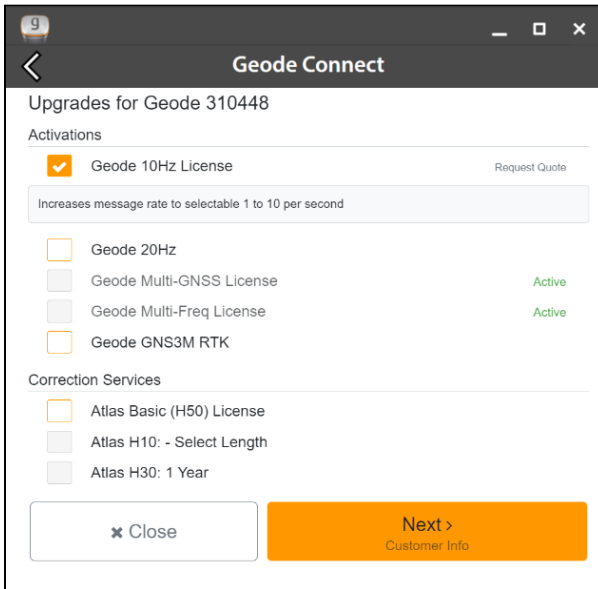 9
Geode Connect
Upgrades for Geode 310448
Activations
Geode 10Hz License Request Quote
Increases message rate to selectable 1 to 10 per second
Geode 20Hz
Geode Multi-GNSS License Active
Geode Multi-Freq License Active
Geode GNS3M RTK
Correction Services
Atlas Basic (H50) License
Atlas H10: - Select Length
Atlas H30: 1 Year
✖ Close
Next >
Customer Info